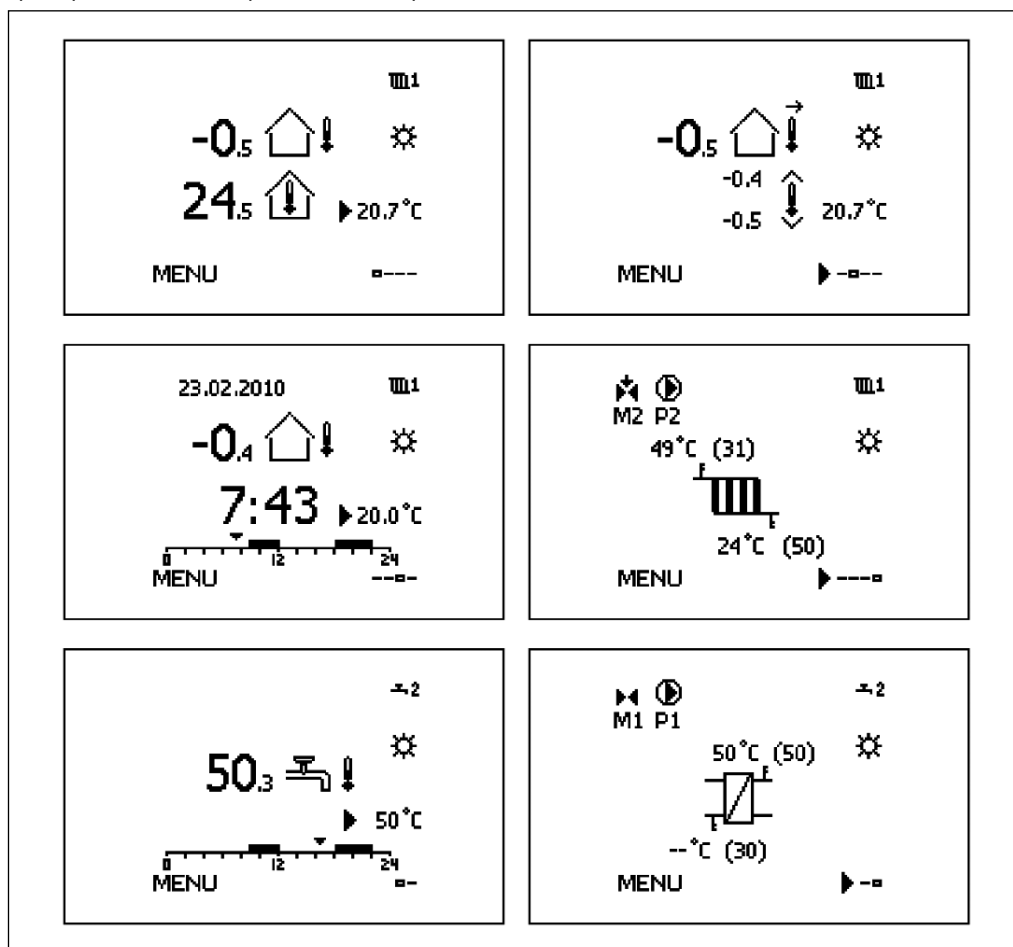 1
-0.5
24.5
20.7°C
MENU
1
-0.5
-0.4
-0.5
20.7°C
MENU
23.02.2010
1
-0.4
7:43
20.0°C
0 12 24
MENU
1
M2 P2
49°C (31)
24°C (50)
MENU
2
50.3
50°C
0 12 24
MENU
2
M1 P1
50°C (50)
--°C (30)
MENU